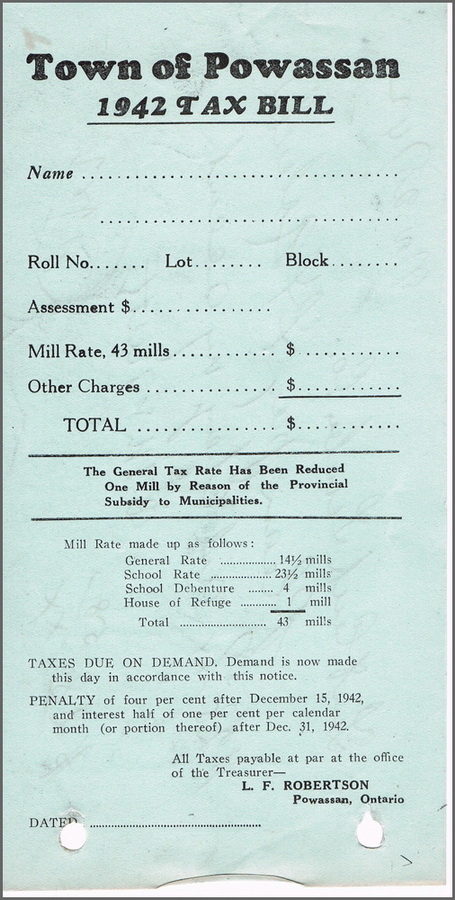 Town of Powassan
1942 TAX BILL
Name ........................................
........................................
Roll No....... Lot........ Block........
Assessment $..................
Mill Rate, 43 mills............ $ ............
Other Charges ................ $............
TOTAL ................. $............
The General Tax Rate Has Been Reduced
One Mill by Reason of the Provincial
Subsidy to Municipalities.
Mill Rate made up as follows:
General Rate .................. 14½ mills
School Rate .................... 23½ mills
School Debenture ........ 4 mills
House of Refuge ............ 1 mill
Total ............................ 43 mills
TAXES DUE ON DEMAND. Demand is now made
this day in accordance with this notice.
PENALTY of four per cent after December 15, 1942,
and interest half of one per cent per calendar
month (or portion thereof) after Dec. 31, 1942.
All Taxes payable at par at the office
of the Treasurer—
L. F. ROBERTSON
Powassan, Ontario
DATED ............................................................